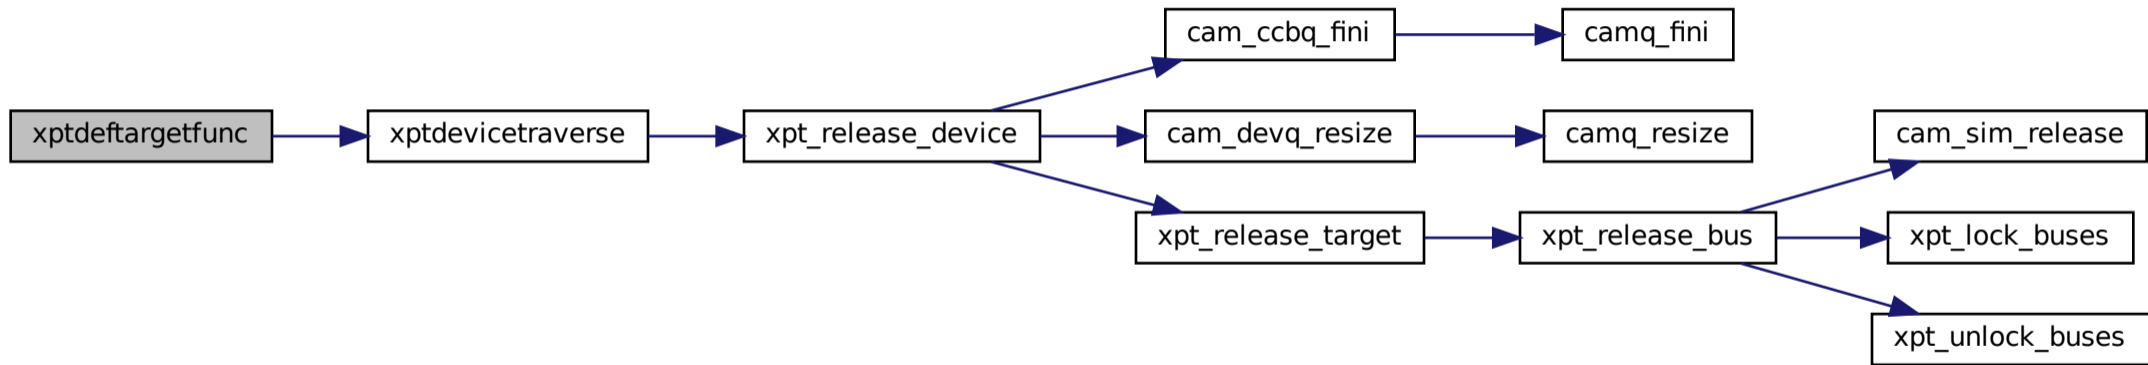 cam_ccbq_fini
camq_fini
xptdeftargetfunc
xptdevicetraverse
xpt_release_device
cam_devq_resize
camq_resize
cam_sim_release
xpt_release_target
xpt_release_bus
xpt_lock_buses
xpt_unlock_buses